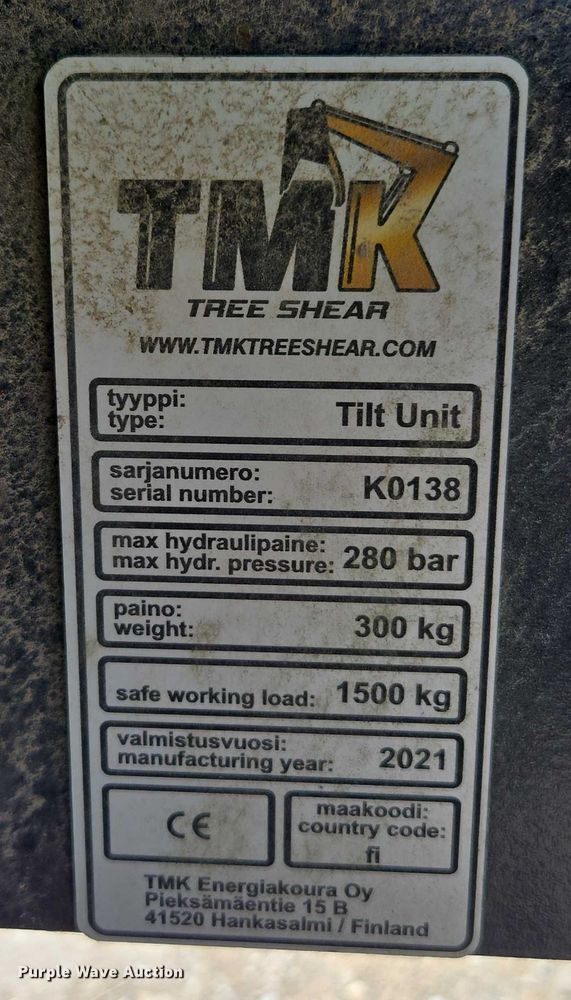 TMK
TREE SHEAR
WWW.TMKTREESHEAR.COM
tyyppi:
type: Tilt Unit
sarjanumero:
serial number: K0138
max hydraulipaine:
max hydr. pressure: 280 bar
paino:
weight: 300 kg
safe working load: 1500 kg
valmistusvuosi:
manufacturing year: 2021
CE
maakoodi:
country code:
fi
TMK Energiakoura Oy
Pieksämäentie 15 B
41520 Hankasalmi / Finland
Purple Wave Auction